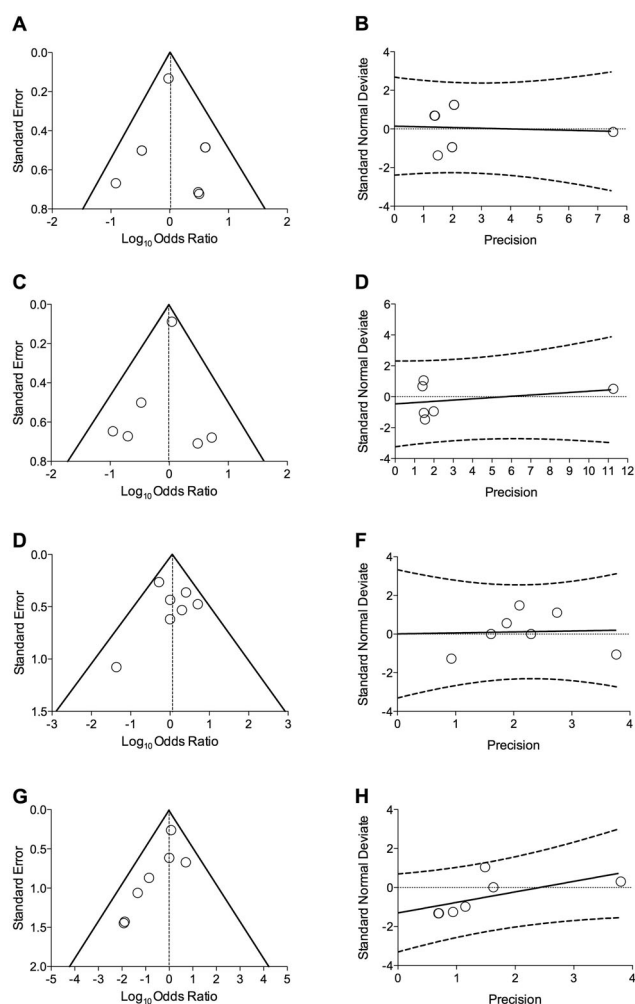 A
B
Standard Error
0.0
0.2
0.4
0.6
0.8
-2 -1 0 1 2
Log10 Odds Ratio
Standard Normal Deviate
4
2
0
-2
-4
0 1 2 3 4 5 6 7 8
Precision
C
D
Standard Error
0.0
0.2
0.4
0.6
0.8
-2 -1 0 1 2
Log10 Odds Ratio
Standard Normal Deviate
6
4
2
0
-2
-4
0 1 2 3 4 5 6 7 8 9 10 11 12
Precision
D
F
Standard Error
0.0
0.5
1.0
1.5
-3 -2 -1 0 1 2 3
Log10 Odds Ratio
Standard Normal Deviate
4
2
0
-2
-4
0 1 2 3 4
Precision
G
H
Standard Error
0.0
0.5
1.0
1.5
2.0
-5 -4 -3 -2 -1 0 1 2 3 4 5
Log10 Odds Ratio
Standard Normal Deviate
4
2
0
-2
-4
0 1 2 3 4
Precision